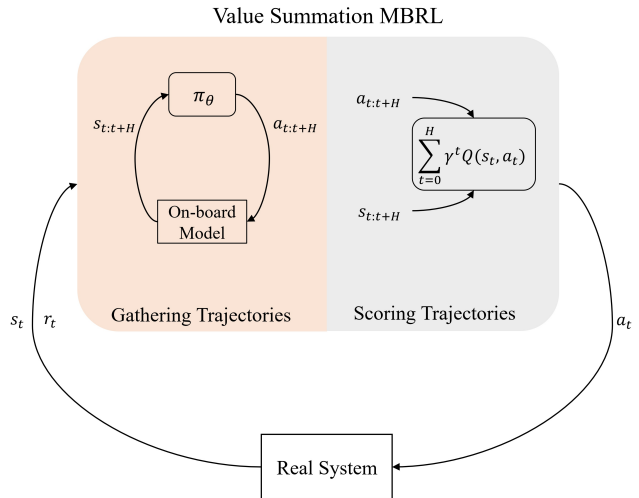 Value Summation MBRL
π_θ
s_{t:t+H}
a_{t:t+H}
On-board
Model
Gathering Trajectories
a_{t:t+H}
\sum_{t=0}^{H} γ^t Q(s_t, a_t)
s_{t:t+H}
Scoring Trajectories
s_t r_t
a_t
Real System